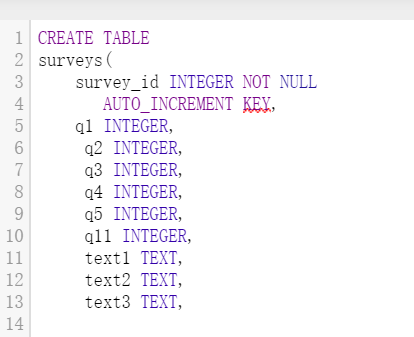 1 CREATE TABLE
2 surveys(
3 survey_id INTEGER NOT NULL
4 AUTO_INCREMENT KEY,
5 q1 INTEGER,
6 q2 INTEGER,
7 q3 INTEGER,
8 q4 INTEGER,
9 q5 INTEGER,
10 q11 INTEGER,
11 text1 TEXT,
12 text2 TEXT,
13 text3 TEXT,
14